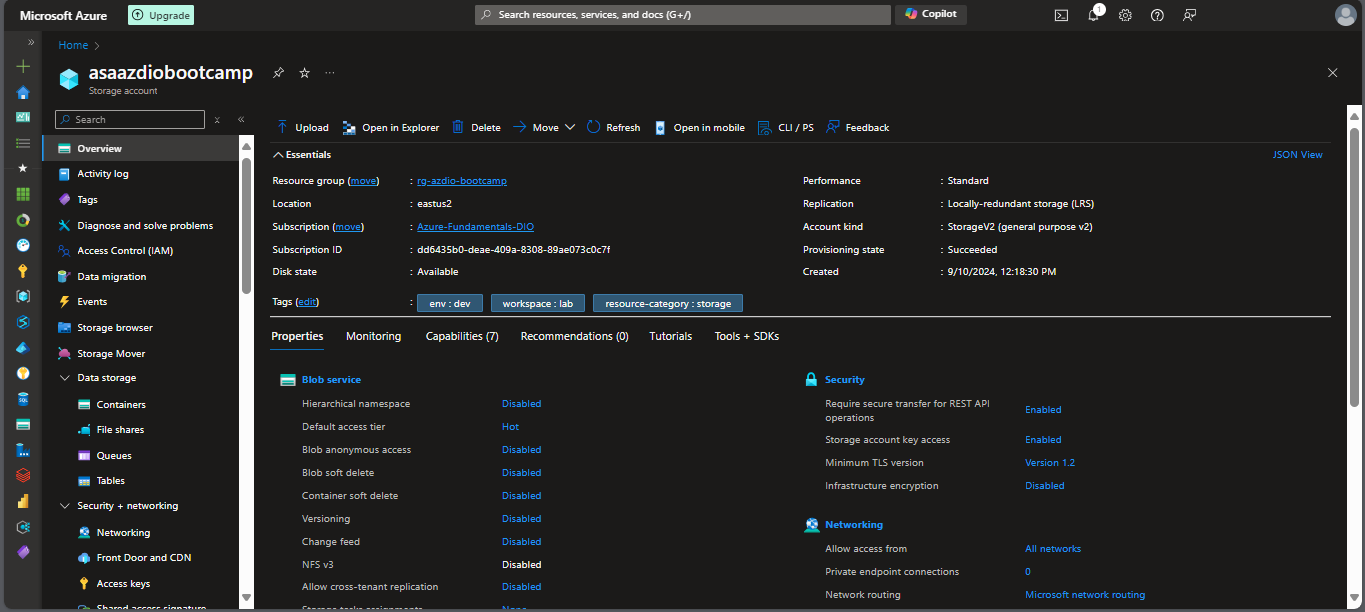 Microsoft Azure
Upgrade
Search resources, services, and docs (G+/)
Copilot
1
Home
asaazdiobootcamp
Storage account
Search
Overview
Activity log
Tags
Diagnose and solve problems
Access Control (IAM)
Data migration
Events
Storage browser
Storage Mover
Data storage
Containers
File shares
Queues
Tables
Security + networking
Networking
Front Door and CDN
Access keys
Shared access signature
Upload Open in Explorer Delete Move Refresh Open in mobile CLI / PS Feedback
Essentials
JSON View
Resource group (move) : rg-azdio-bootcamp
Location : eastus2
Subscription (move) : Azure-Fundamentals-DIO
Subscription ID : dd6435b0-deae-409a-8308-89ae073c0c7f
Disk state : Available
Performance : Standard
Replication : Locally-redundant storage (LRS)
Account kind : StorageV2 (general purpose v2)
Provisioning state : Succeeded
Created : 9/10/2024, 12:18:30 PM
Tags (edit) : env : dev workspace : lab resource-category : storage
Properties Monitoring Capabilities (7) Recommendations (0) Tutorials Tools + SDKs
Blob service
Hierarchical namespace Disabled
Default access tier Hot
Blob anonymous access Disabled
Blob soft delete Disabled
Container soft delete Disabled
Versioning Disabled
Change feed Disabled
NFS v3 Disabled
Allow cross-tenant replication Disabled
Storage tasks assignments None
Security
Require secure transfer for REST API
operations Enabled
Storage account key access Enabled
Minimum TLS version Version 1.2
Infrastructure encryption Disabled
Networking
Allow access from All networks
Private endpoint connections 0
Network routing Microsoft network routing